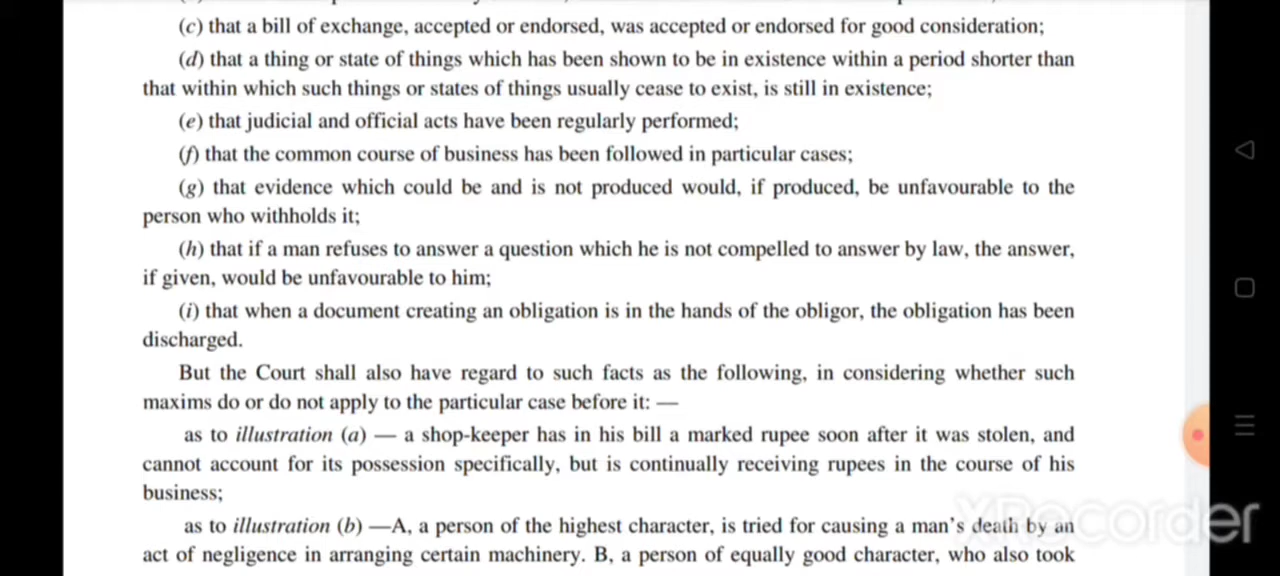 (c) that a bill of exchange, accepted or endorsed, was accepted or endorsed for good consideration;
(d) that a thing or state of things which has been shown to be in existence within a period shorter than
that within which such things or states of things usually cease to exist, is still in existence;
(e) that judicial and official acts have been regularly performed;
(f) that the common course of business has been followed in particular cases;
(g) that evidence which could be and is not produced would, if produced, be unfavourable to the
person who withholds it;
(h) that if a man refuses to answer a question which he is not compelled to answer by law, the answer,
if given, would be unfavourable to him;
(i) that when a document creating an obligation is in the hands of the obligor, the obligation has been
discharged.
But the Court shall also have regard to such facts as the following, in considering whether such
maxims do or do not apply to the particular case before it: —
as to illustration (a) — a shop-keeper has in his bill a marked rupee soon after it was stolen, and
cannot account for its possession specifically, but is continually receiving rupees in the course of his
business;
as to illustration (b) —A, a person of the highest character, is tried for causing a man's death by an
act of negligence in arranging certain machinery. B, a person of equally good character, who also took
XRecorder